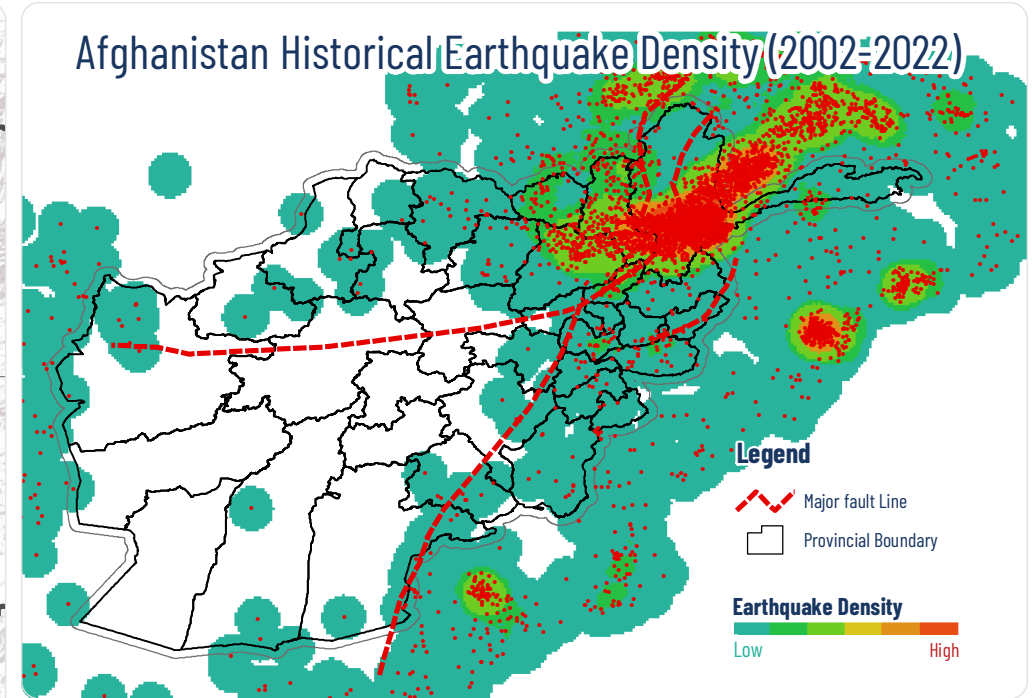 Afghanistan Historical Earthquake Density (2002-2022)
Legend
Major fault Line
Provincial Boundary
Earthquake Density
Low High